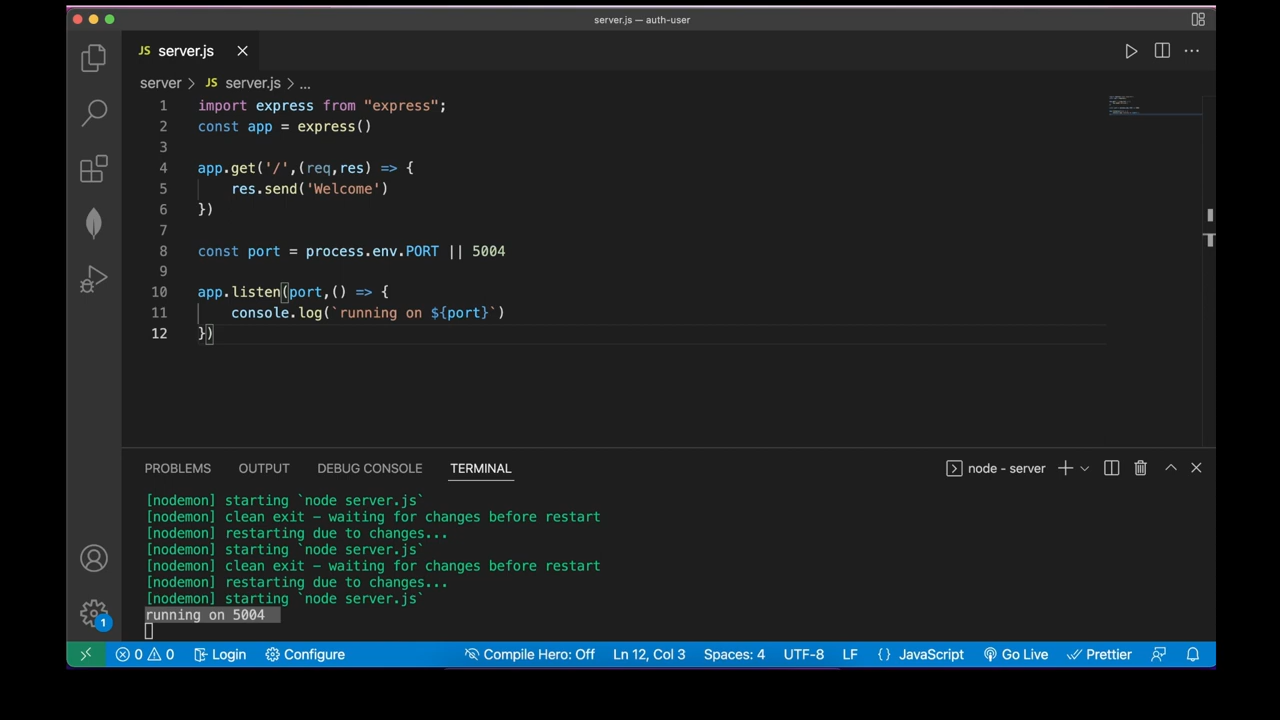 server.js — auth-user
JS server.js
server > JS server.js > ...
1 import express from "express";
2 const app = express()
3
4 app.get('/',(req,res) => {
5 res.send('Welcome')
6 })
7
8 const port = process.env.PORT || 5004
9
10 app.listen(port,() => {
11 console.log(`running on ${port}`)
12 })
PROBLEMS OUTPUT DEBUG CONSOLE TERMINAL node - server
[nodemon] starting `node server.js`
[nodemon] clean exit - waiting for changes before restart
[nodemon] restarting due to changes...
[nodemon] starting `node server.js`
[nodemon] clean exit - waiting for changes before restart
[nodemon] restarting due to changes...
[nodemon] starting `node server.js`
running on 5004
1
0 0 Login Configure Compile Hero: Off Ln 12, Col 3 Spaces: 4 UTF-8 LF {} JavaScript Go Live Prettier